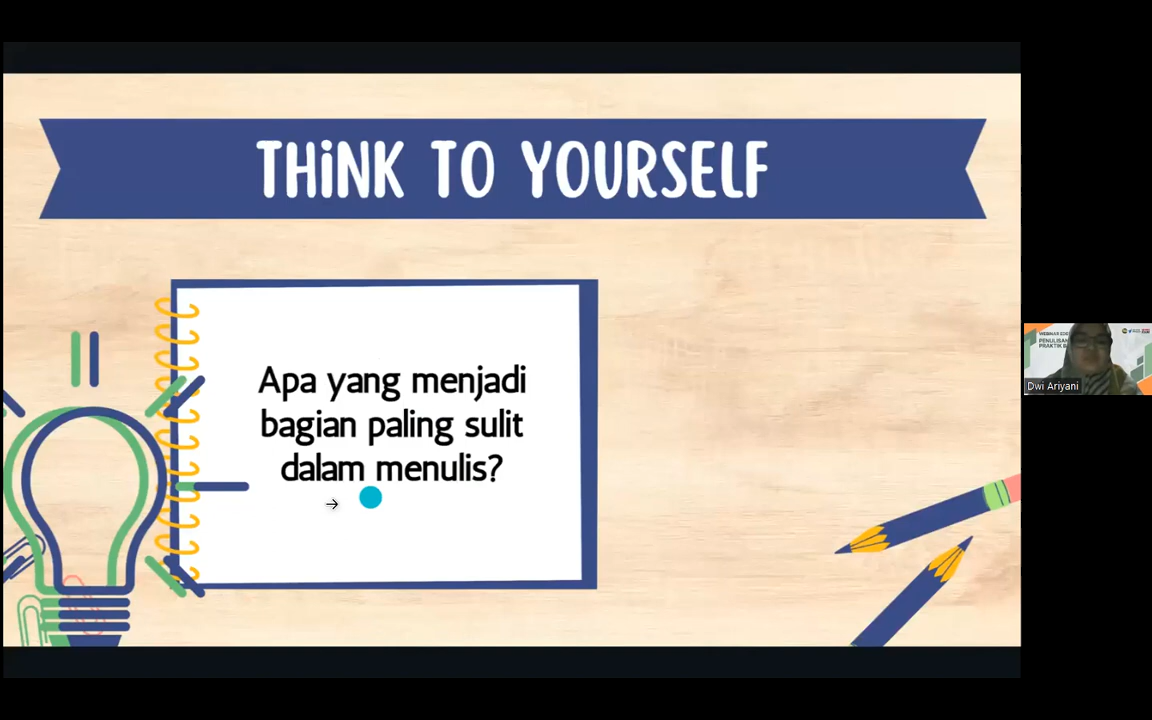 THiNK TO YOURSELF
Apa yang menjadi
bagian paling sulit
dalam menulis?
Dwi Ariyani